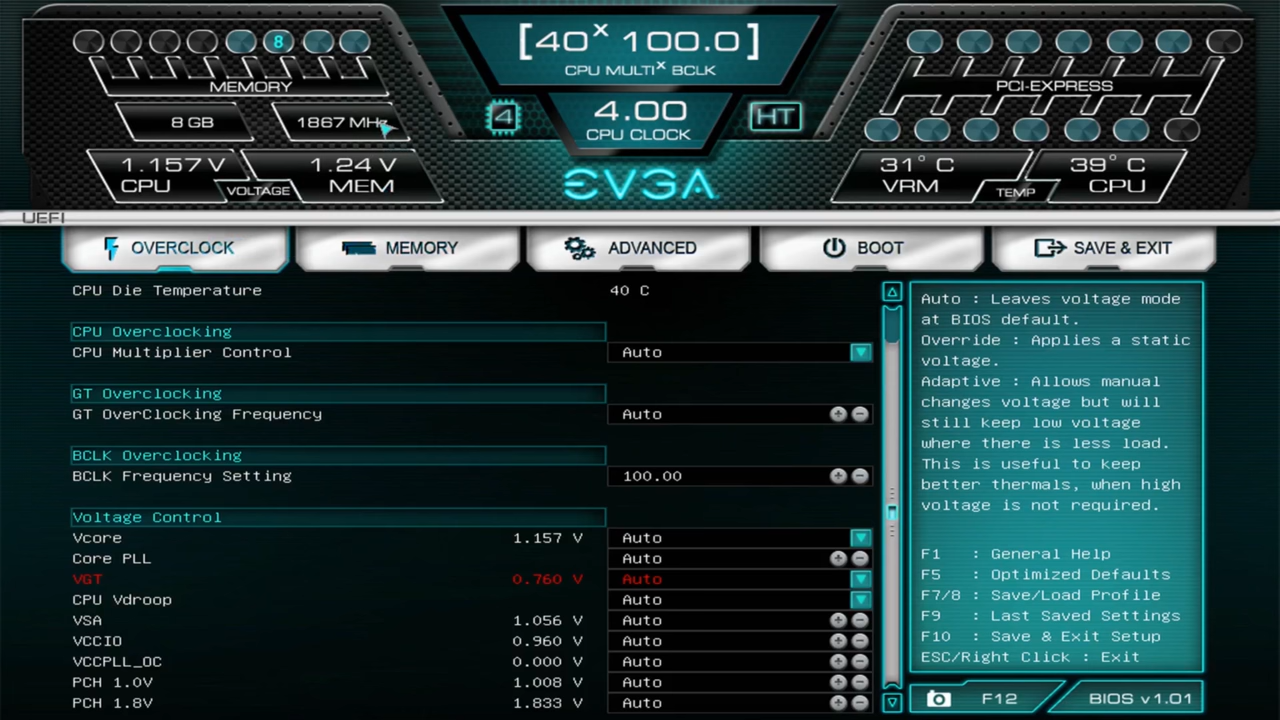 8
MEMORY
8 GB
1867 MHz
1.157 V
CPU
VOLTAGE
1.24 V
MEM
[40x 100.0]
CPU MULTIx BCLK
4
4.00
CPU CLOCK
HT
EVGA
PCI-EXPRESS
31° C
VRM
TEMP
39° C
CPU
UEFI
OVERCLOCK
MEMORY
ADVANCED
BOOT
SAVE & EXIT
CPU Die Temperature 40 C
CPU Overclocking
CPU Multiplier Control Auto
GT Overclocking
GT OverClocking Frequency Auto
BCLK Overclocking
BCLK Frequency Setting 100.00
Voltage Control
Vcore 1.157 V Auto
Core PLL Auto
VGT 0.760 V Auto
CPU Vdroop Auto
VSA 1.056 V Auto
VCCIO 0.960 V Auto
VCCPLL_OC 0.000 V Auto
PCH 1.0V 1.008 V Auto
PCH 1.8V 1.833 V Auto
Auto : Leaves voltage mode
at BIOS default.
Override : Applies a static
voltage.
Adaptive : Allows manual
changes voltage but will
still keep low voltage
where there is less load.
This is useful to keep
better thermals, when high
voltage is not required.
F1 : General Help
F5 : Optimized Defaults
F7/8 : Save/Load Profile
F9 : Last Saved Settings
F10 : Save & Exit Setup
ESC/Right Click : Exit
F12
BIOS v1.01